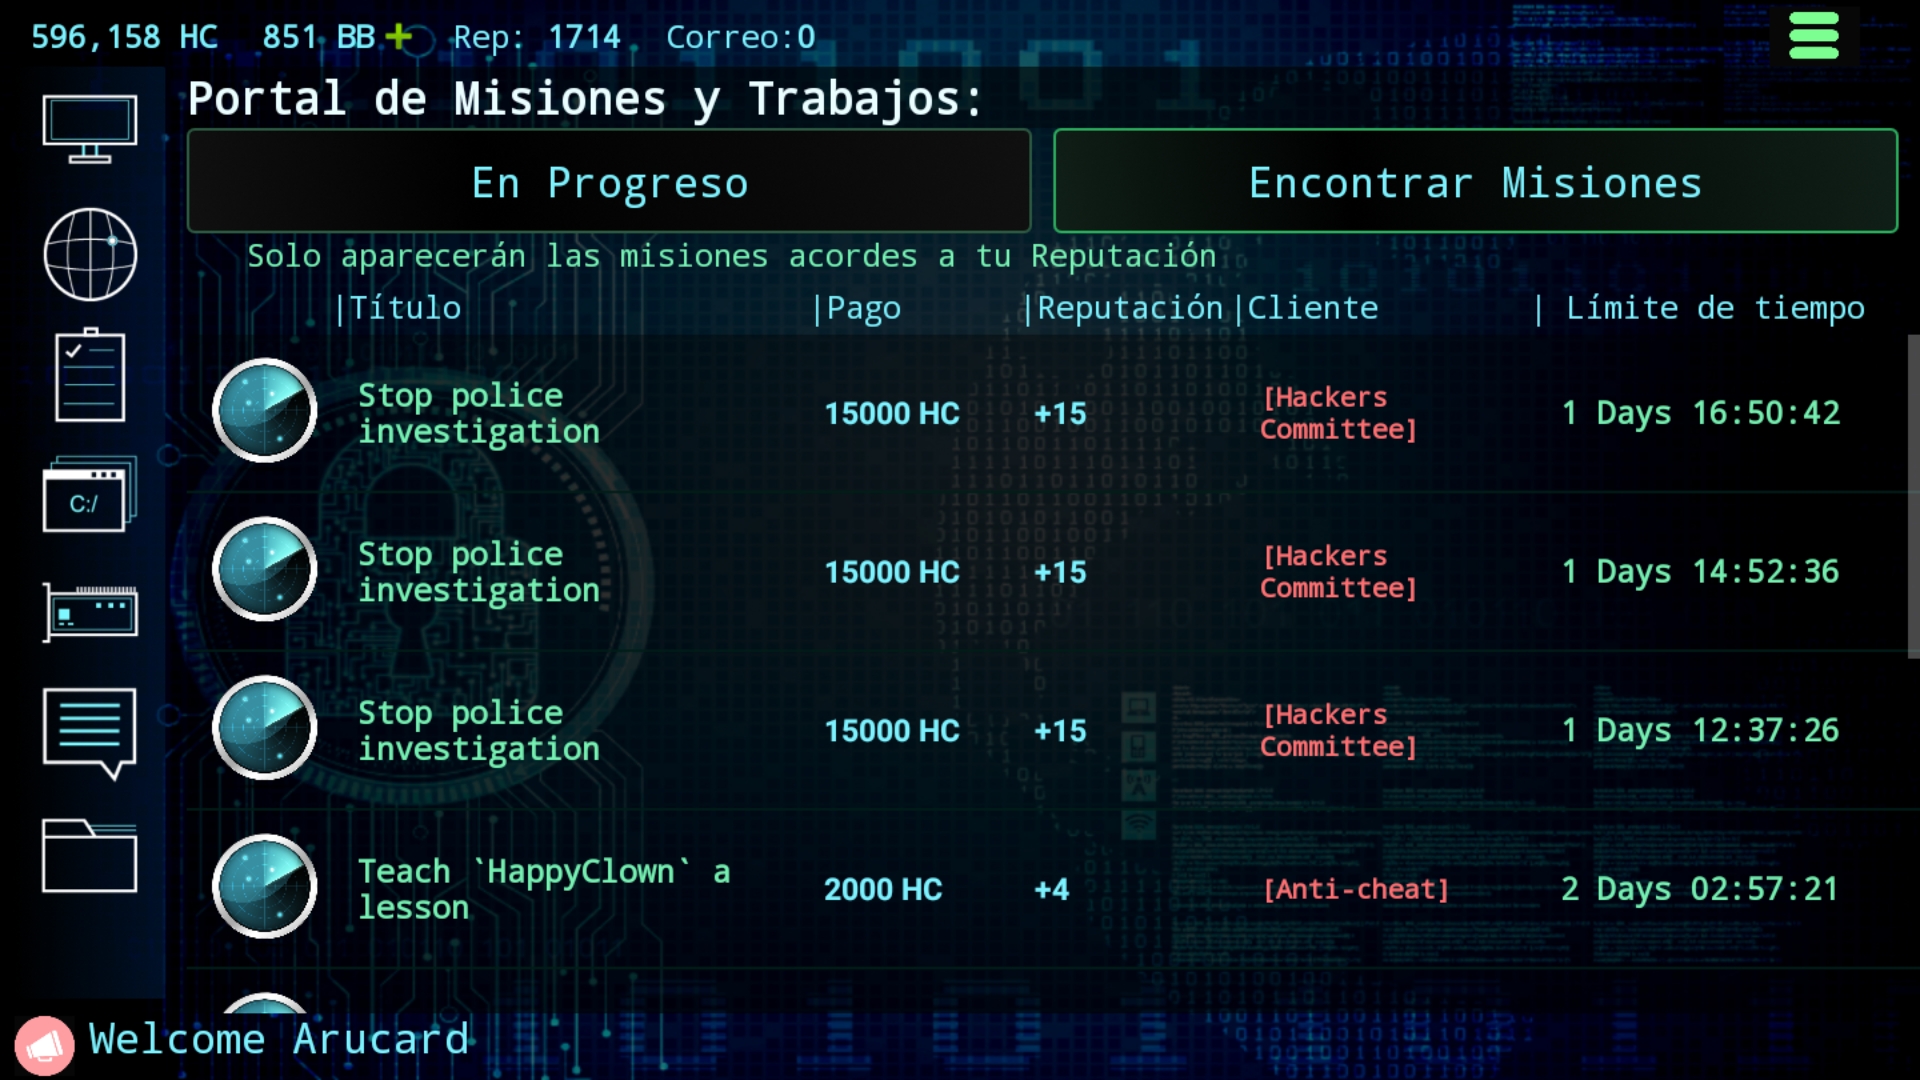 596,158 HC 851 BB+ Rep: 1714 Correo:0
Portal de Misiones y Trabajos:
En Progreso Encontrar Misiones
Solo aparecerán las misiones acordes a tu Reputación
|Título |Pago |Reputación|Cliente | Límite de tiempo
Stop police
investigation
15000 HC +15
[Hackers
Committee]
1 Days 16:50:42
Stop police
investigation
15000 HC +15
[Hackers
Committee]
1 Days 14:52:36
C:/
Stop police
investigation
15000 HC +15
[Hackers
Committee]
1 Days 12:37:26
Teach `HappyClown` a
lesson
2000 HC +4
[Anti-cheat]
2 Days 02:57:21
Welcome Arucard